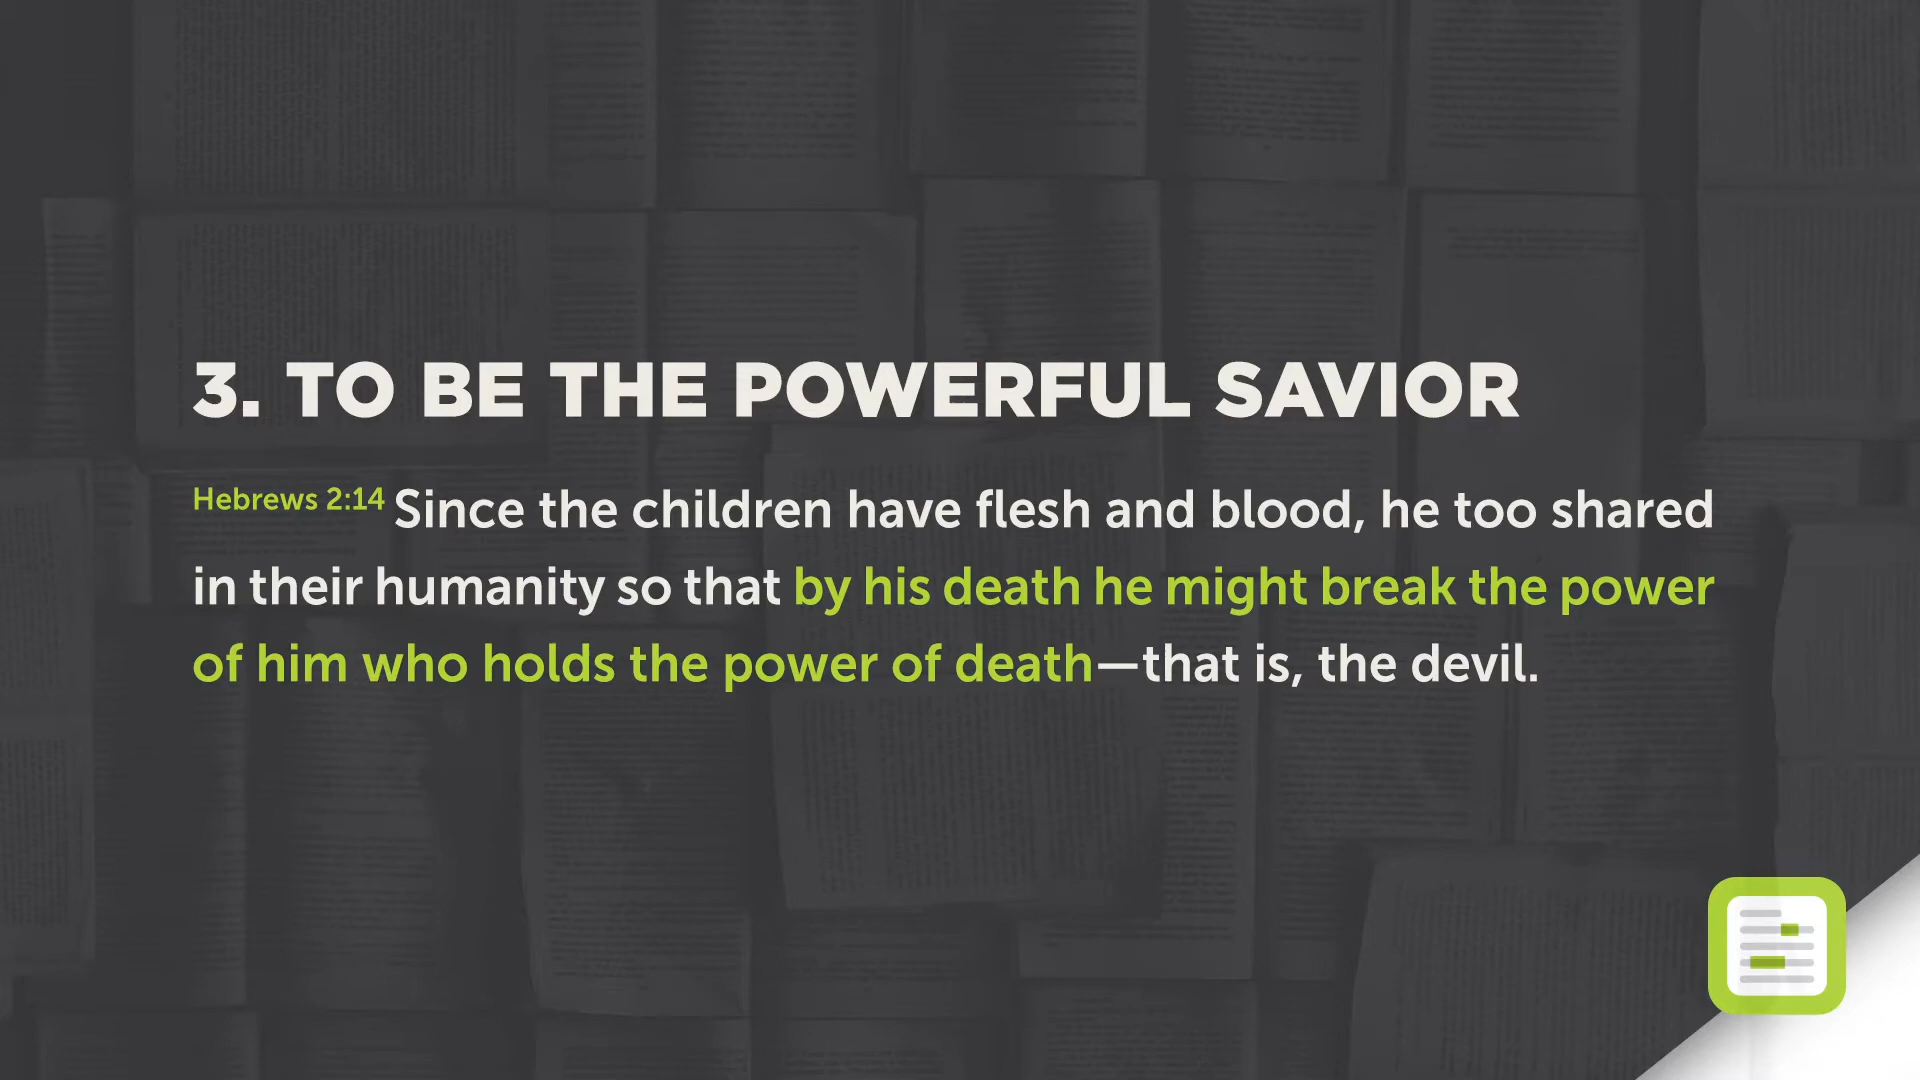 3. TO BE THE POWERFUL SAVIOR
Hebrews 2:14 Since the children have flesh and blood, he too shared
in their humanity so that by his death he might break the power
of him who holds the power of death—that is, the devil.